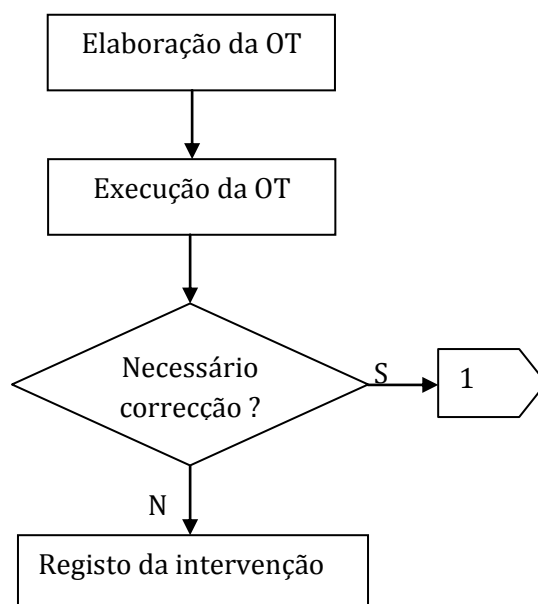 Elaboração da OT
Execução da OT
Necessário
correcção ?
S
1
N
Registo da intervenção